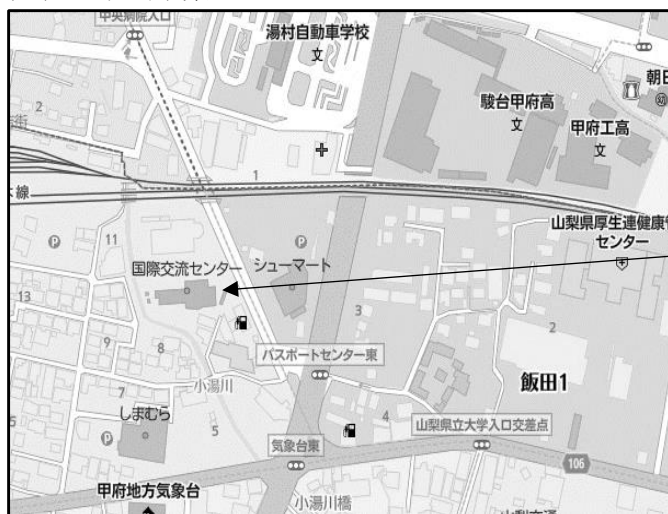 中央病院入口
湯村自動車学校
文
駿台甲府高
文
甲府工高
文
朝日
2
1
線
山梨県厚生連健康
センター
11
国際交流センター
シューマート
P
P
13
3
2
9
8
パスポートセンター東
飯田1
7
小湯川
しまむら
P
5
4
山梨県立大学入口交差点
気象台東
106
甲府地方気象台
小湯川橋